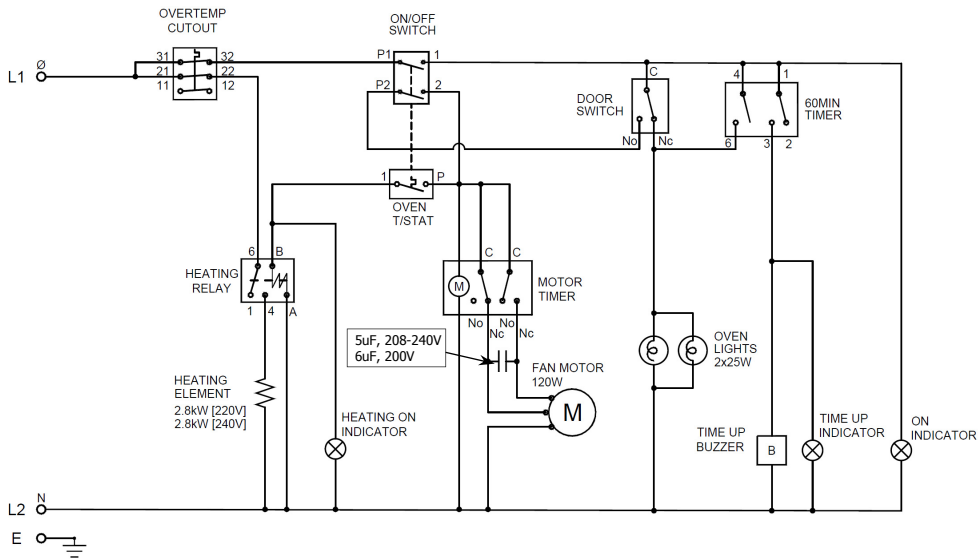 OVERTEMP
CUTOUT
ON/OFF
SWITCH
31 32
21 22
11 12
P1 1
P2 2
L1 Ø
C
DOOR
SWITCH
No Nc
4 1
60MIN
TIMER
6 3 2
1 P
OVEN
T/STAT
6 B
HEATING
RELAY
1 4 A
C C
M
MOTOR
TIMER
No No
Nc Nc
5uF, 208-240V
6uF, 200V
FAN MOTOR
120W
M
OVEN
LIGHTS
2x25W
HEATING
ELEMENT
2.8kW [220V]
2.8kW [240V]
HEATING ON
INDICATOR
TIME UP
BUZZER
B
TIME UP
INDICATOR
ON
INDICATOR
L2 N
E